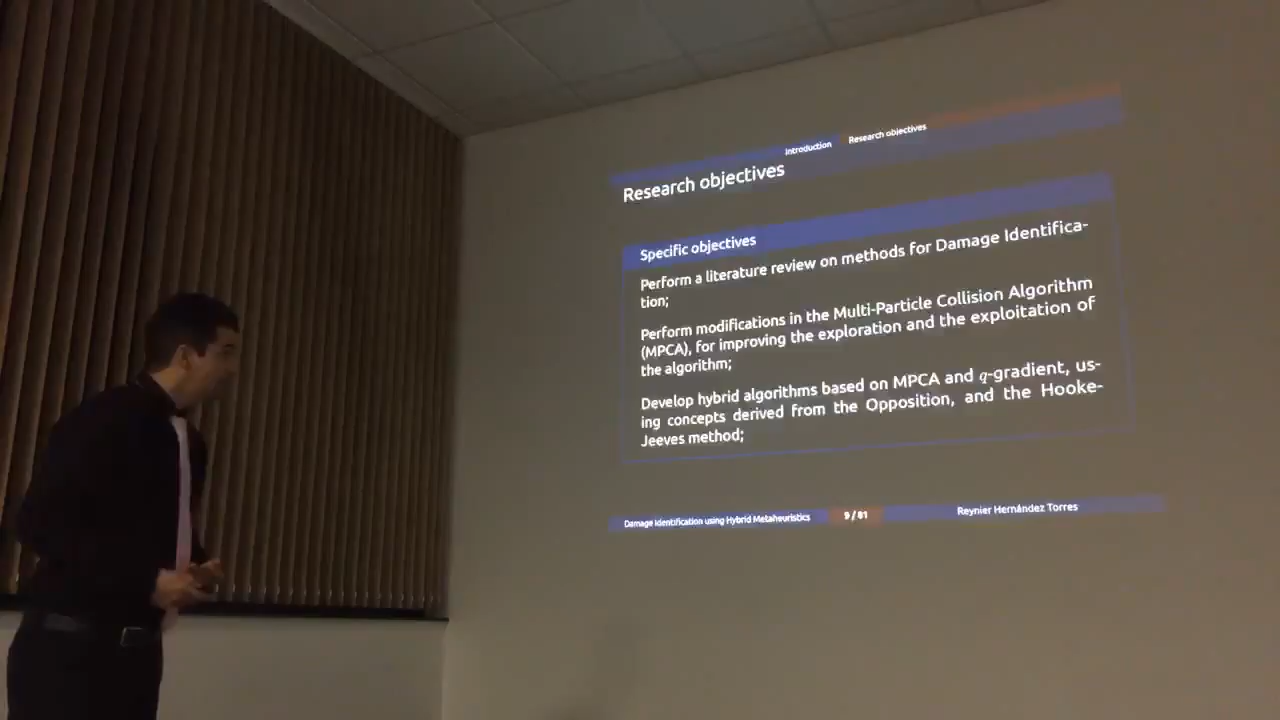 Introduction Research objectives
Research objectives
Specific objectives
Perform a literature review on methods for Damage Identifica-
tion;
Perform modifications in the Multi-Particle Collision Algorithm
(MPCA), for improving the exploration and the exploitation of
the algorithm;
Develop hybrid algorithms based on MPCA and q-gradient, us-
ing concepts derived from the Opposition, and the Hooke-
Jeeves method;
Damage Identification using Hybrid Metaheuristics 9 / 81 Reynier Hernández Torres